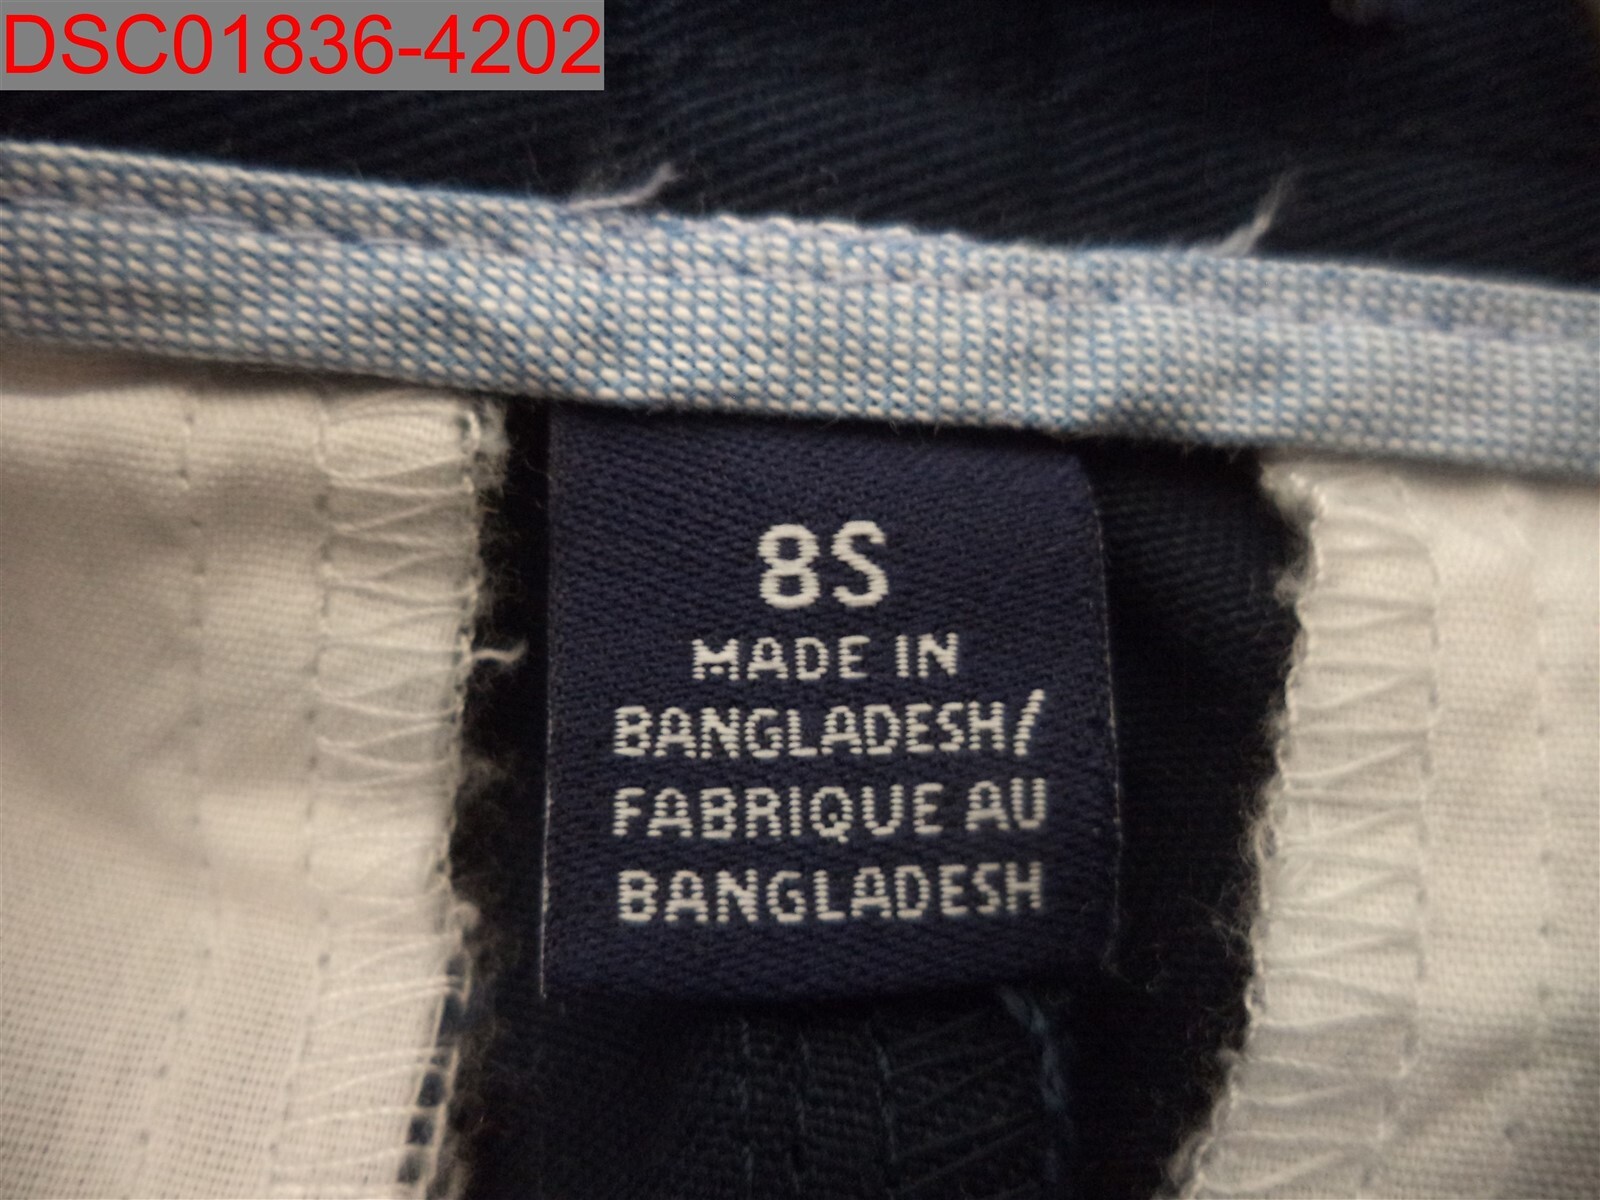 DSC01836-4202
8S
MADE IN
BANGLADESH/
FABRIQUE AU
BANGLADESH